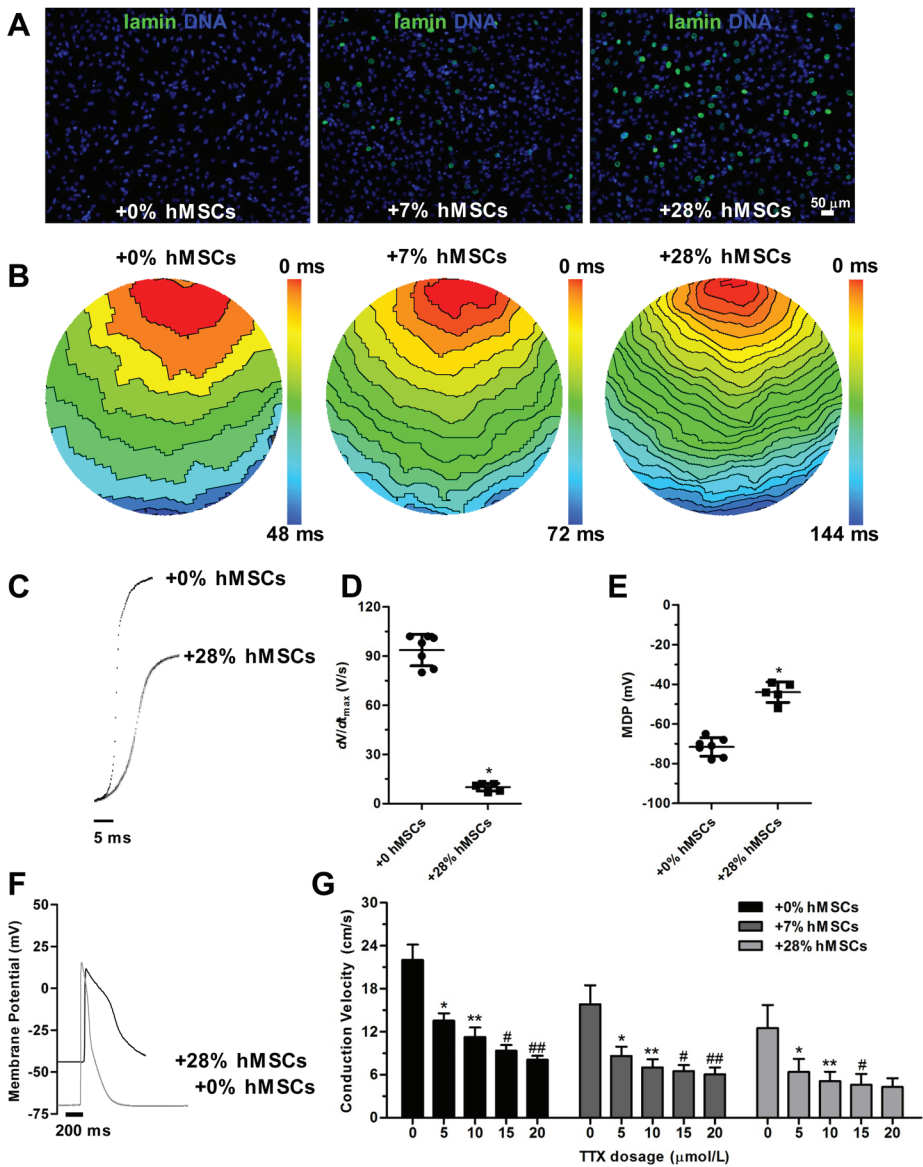 A
lamin DNA
lamin DNA
lamin DNA
+0% hMSCs
+7% hMSCs
+28% hMSCs
50 μm
B
+0% hMSCs
0 ms
+7% hMSCs
0 ms
+28% hMSCs
0 ms
48 ms
72 ms
144 ms
C
+0% hMSCs
+28% hMSCs
5 ms
D
dV/dt max (V/s)
120
90
60
30
0
*
+0 hMSCs
+28% hMSCs
E
MDP (mV)
0
-20
-40
-60
-80
-100
*
+0% hMSCs
+28% hMSCs
F
Membrane Potential (mV)
50
25
0
-25
-50
-75
+28% hMSCs
+0% hMSCs
200 ms
G
Conduction Velocity (cm/s)
30
24
18
12
6
0
+0% hMSCs
+7% hMSCs
+28% hMSCs
* ** # ##
* ** # ##
* ** #
0 5 10 15 20 0 5 10 15 20 0 5 10 15 20
TTX dosage (μmol/L)